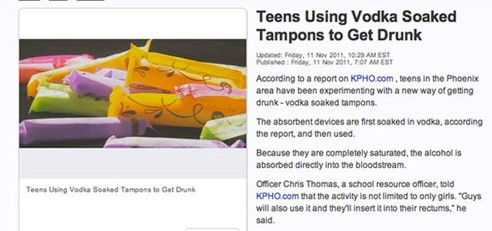 Teens Using Vodka Soaked
Tampons to Get Drunk
Updated: Friday, 11 Nov 2011, 10:29 AM EST
Published : Friday, 11 Nov 2011, 7:07 AM EST
According to a report on KPHO.com , teens in the Phoenix
area have been experimenting with a new way of getting
drunk - vodka soaked tampons.
The absorbent devices are first soaked in vodka, according
the report, and then used.
Because they are completely saturated, the alcohol is
absorbed directly into the bloodstream.
Officer Chris Thomas, a school resource officer, told
KPHO.com that the activity is not limited to only girls. "Guys
will also use it and they'll insert it into their rectums," he
said.
Teens Using Vodka Soaked Tampons to Get Drunk